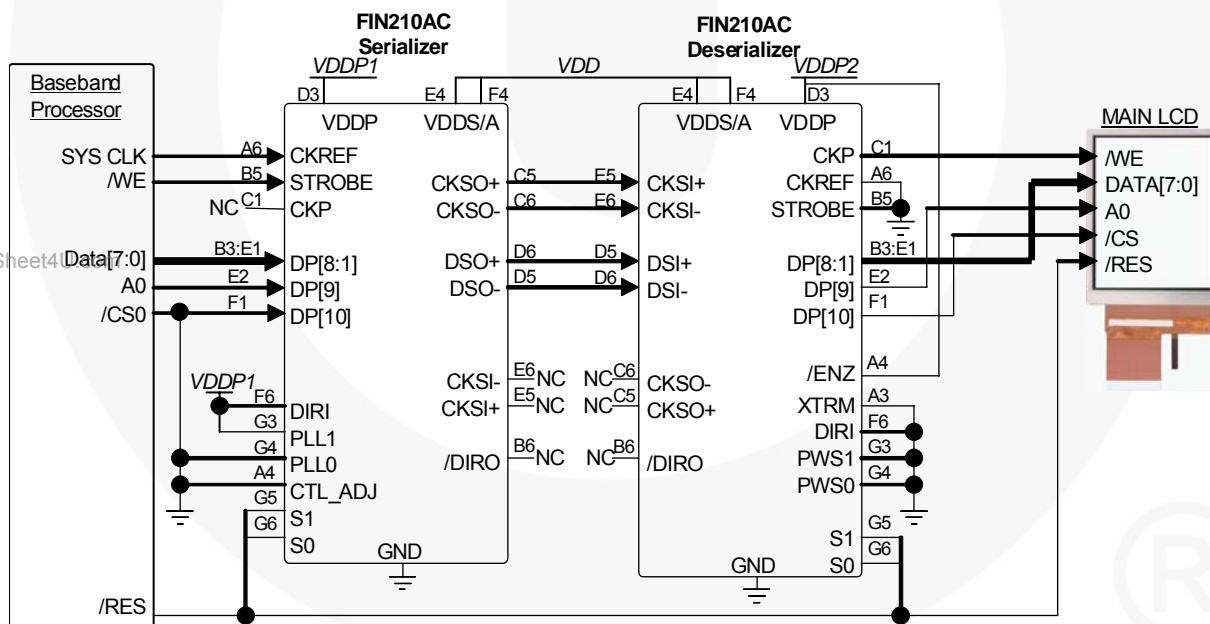 FIN210AC
Serializer
FIN210AC
Deserializer
Baseband
Processor
VDDP1
VDD
VDDP2
D3
E4
F4
E4
F4
D3
VDDP
VDDS/A
VDDS/A
VDDP
MAIN LCD
SYS CLK
A6
CKREF
/WE
B5
STROBE
NC
C1
CKP
Data[7:0]
B3:E1
DP[8:1]
A0
E2
DP[9]
/CS0
F1
DP[10]
VDDP1
F6
DIRI
G3
PLL1
G4
PLL0
A4
CTL_ADJ
G5
S1
G6
S0
GND
/RES
CKSO+
C5
E5
CKSI+
CKSO-
C6
E6
CKSI-
DSO+
D6
D5
DSI+
DSO-
D5
D6
DSI-
CKSI-
E6
NC
NC
C6
CKSO-
CKSI+
E5
NC
NC
C5
CKSO+
/DIRO
B6
NC
NC
B6
/DIRO
CKP
C1
CKREF
A6
STROBE
B5
DP[8:1]
B3:E1
DP[9]
E2
DP[10]
F1
/ENZ
A4
XTRM
A3
DIRI
F6
PWS1
G3
PWS0
G4
S1
G5
S0
G6
GND
/WE
DATA[7:0]
A0
/CS
/RES
R